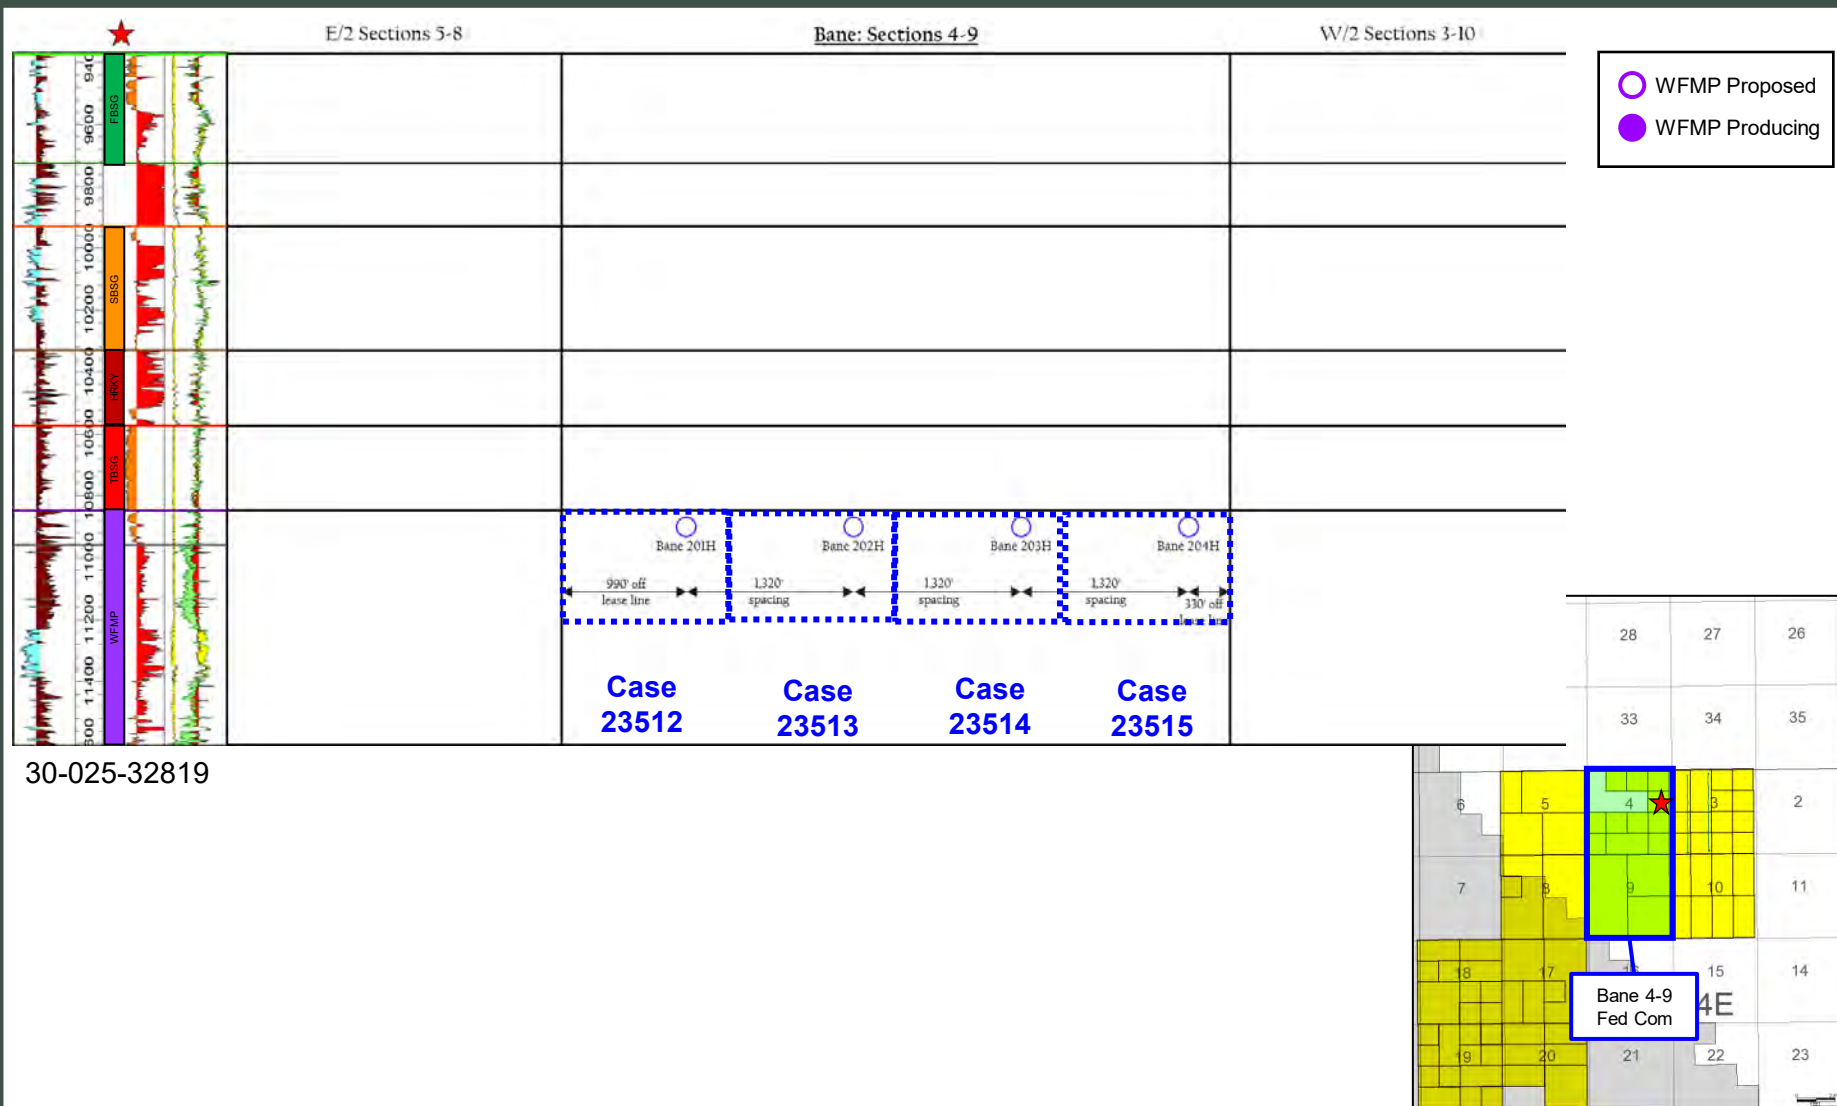 E/2 Sections 5-8
Bane: Sections 4-9
W/2 Sections 3-10
WFMP Proposed
WFMP Producing
FBSG
SBSG
HRKY
TBSG
WFMP
9600
9800
10000
10200
10400
10600
10800
11000
11200
11400
Bane 201H
Bane 202H
Bane 203H
Bane 204H
990' off
lease line
1,320'
spacing
1,320'
spacing
1,320'
spacing
330' off
lease line
Case
23512
Case
23513
Case
23514
Case
23515
30-025-32819
28
27
26
33
34
35
6
5
4
3
2
7
8
9
10
11
18
17
15
14
Bane 4-9
Fed Com
4E
19
20
21
22
23